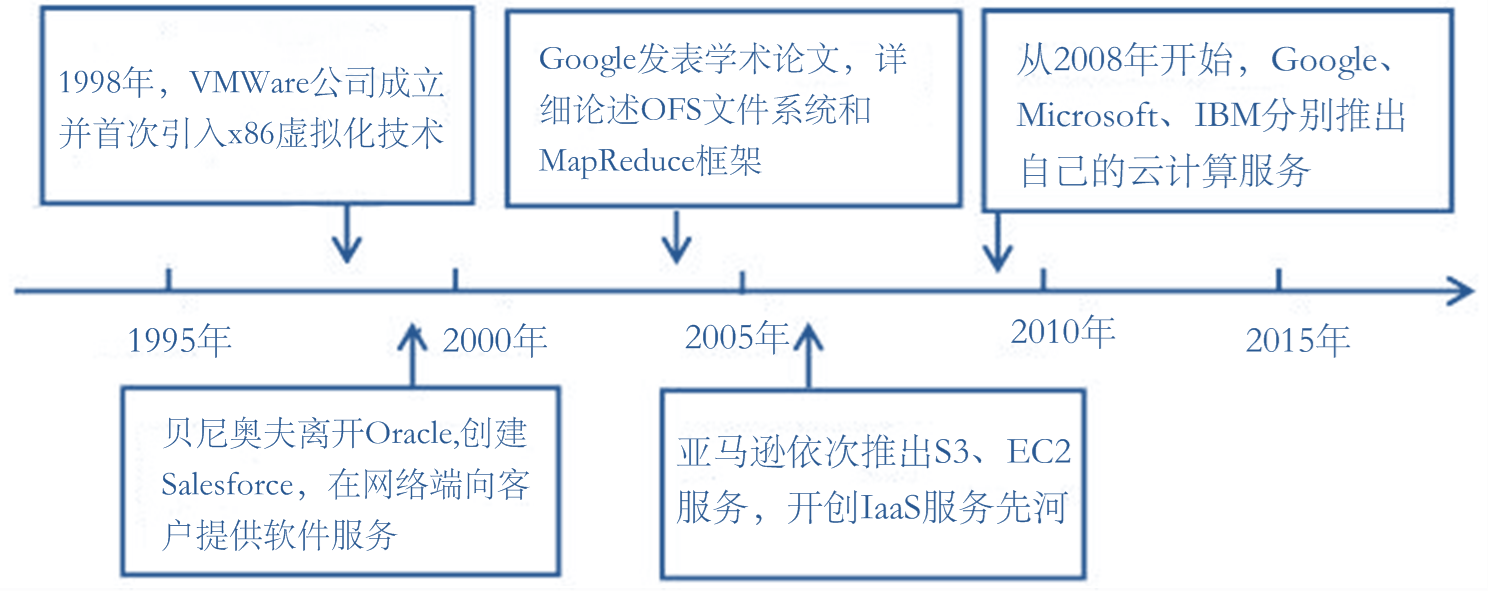 1998年，VMWare公司成立
并首次引入x86虚拟化技术
Google发表学术论文，详
细论述OFS文件系统和
MapReduce框架
从2008年开始，Google、
Microsoft、IBM分别推出
自己的云计算服务
1995年
2000年
2005年
2010年
2015年
贝尼奥夫离开Oracle,创建
Salesforce，在网络端向客
户提供软件服务
亚马逊依次推出S3、EC2
服务，开创IaaS服务先河